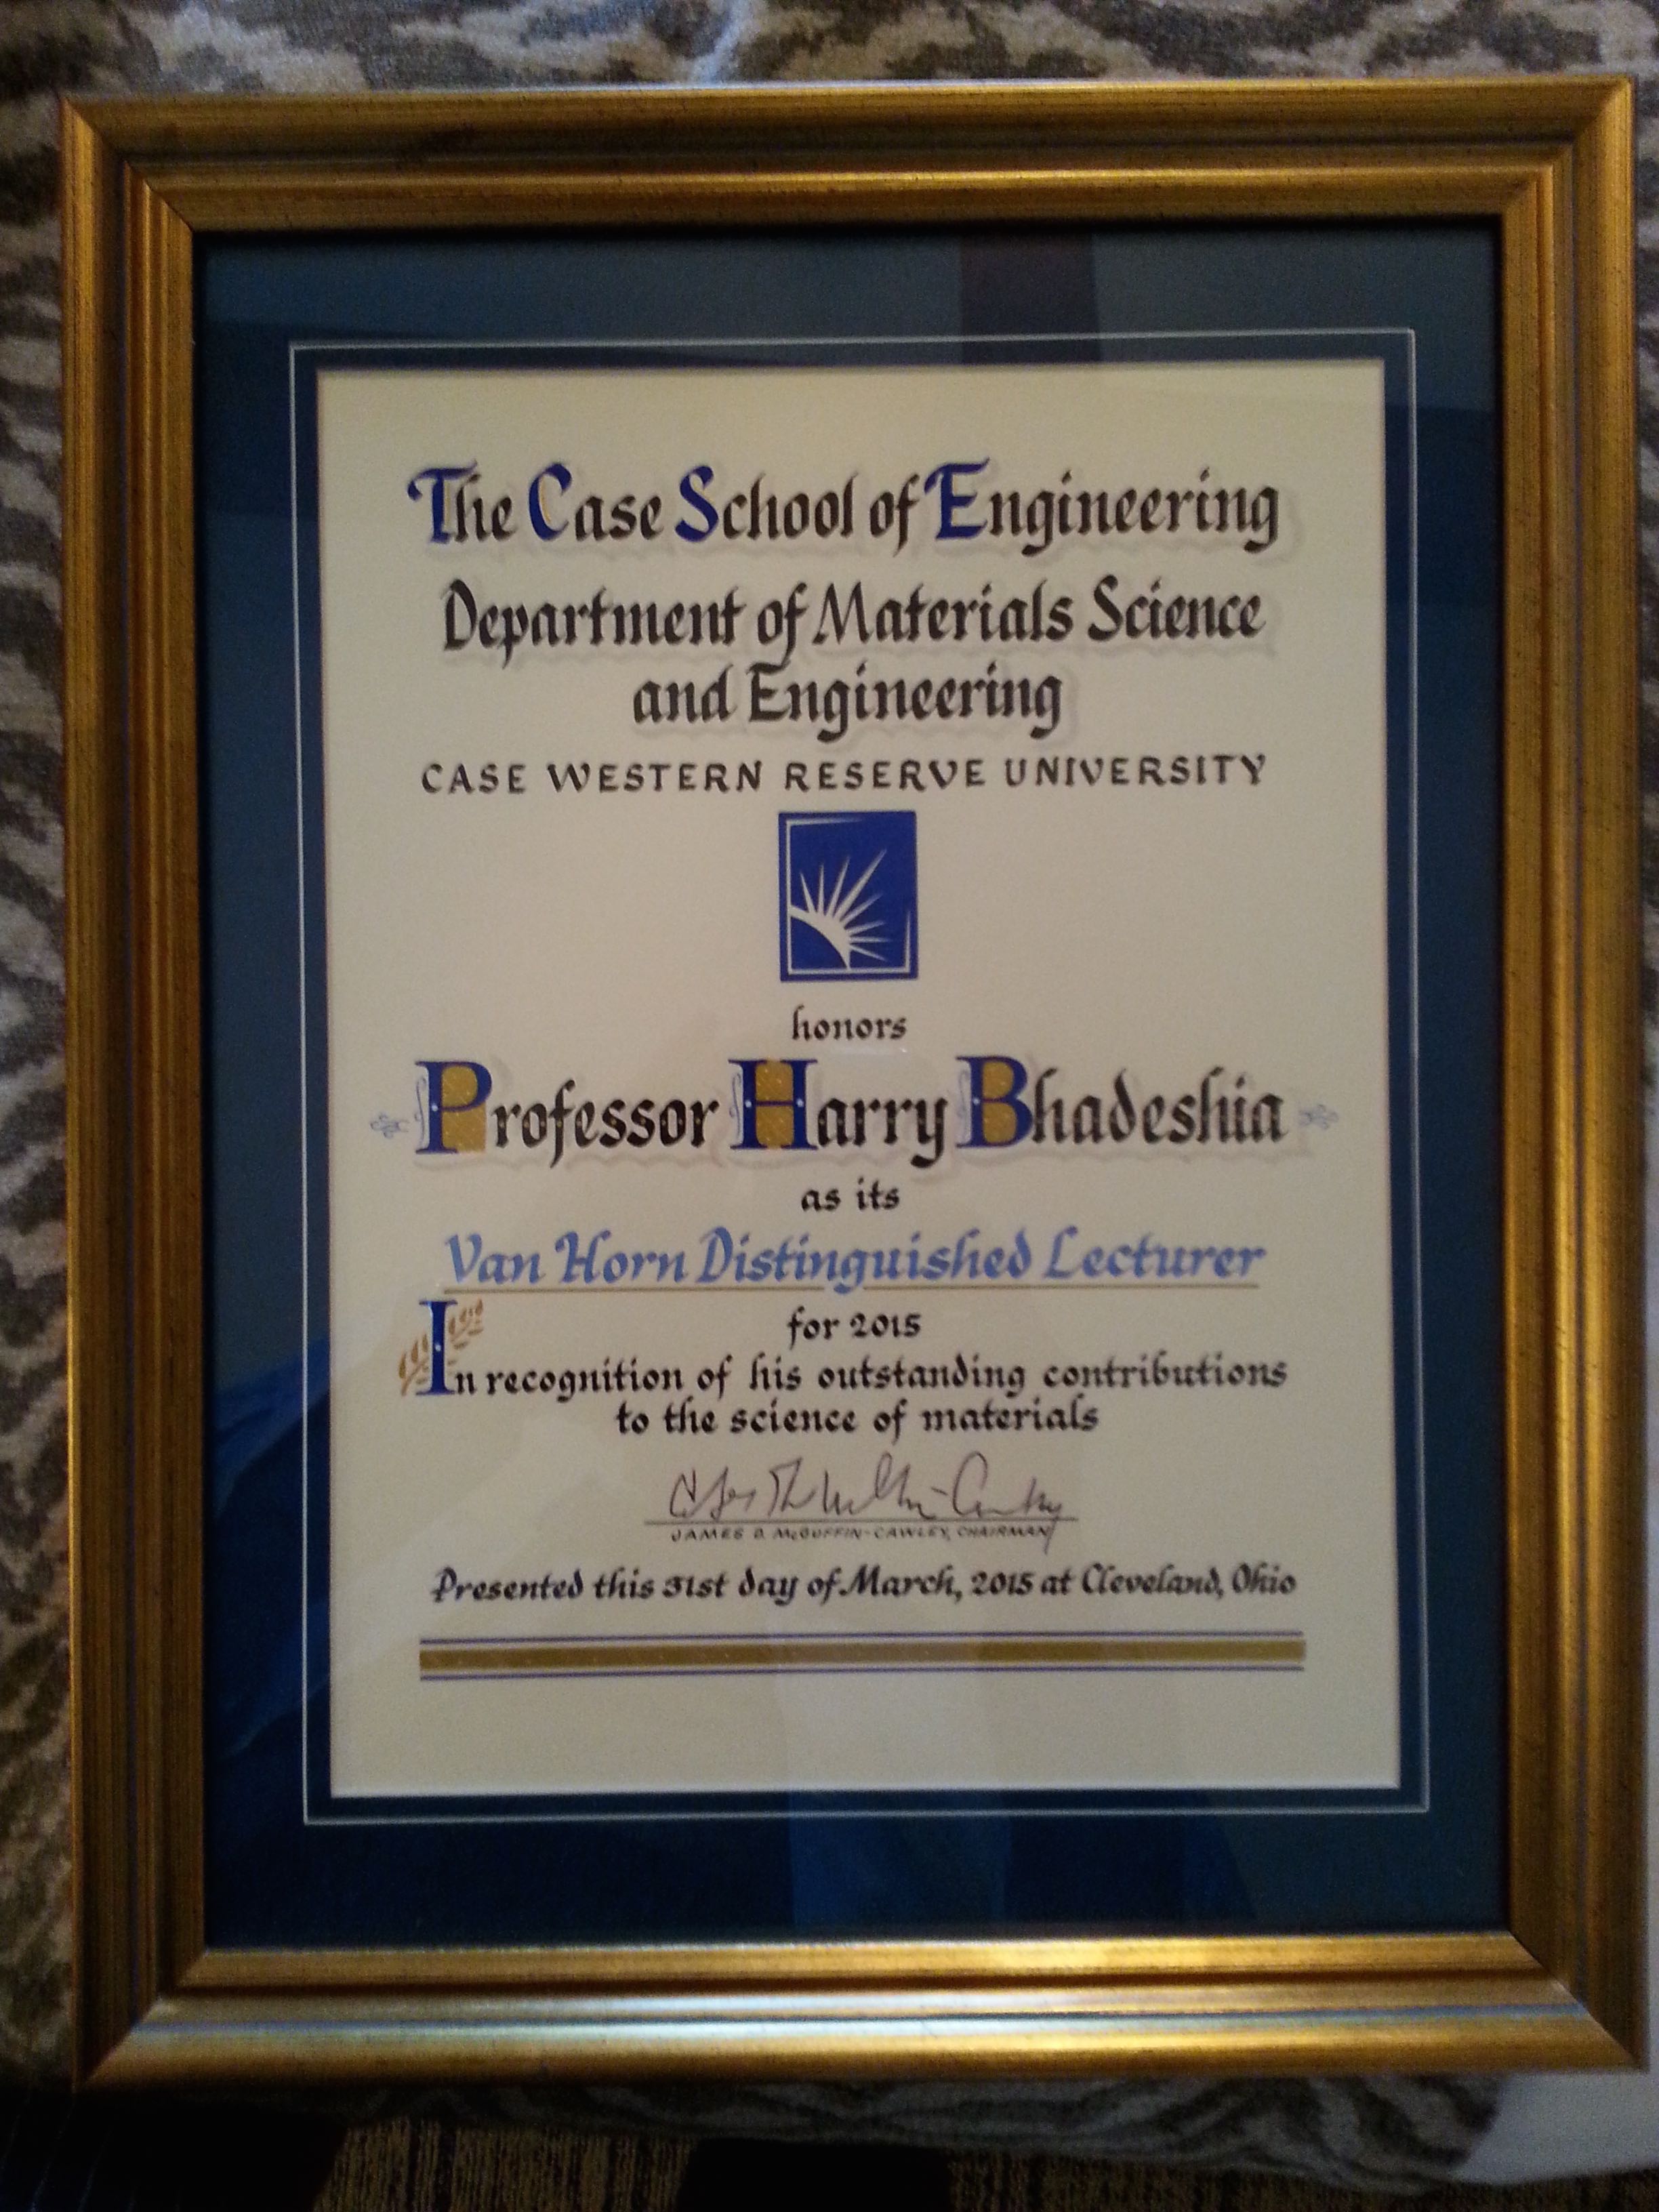 The Case School of Engineering
Department of Materials Science
and Engineering
CASE WESTERN RESERVE UNIVERSITY
honors
Professor Harry Bhadeshia
as its
Van Horn Distinguished Lecturer
for 2015
In recognition of his outstanding contributions
to the science of materials
JAMES D. McGUFFIN-CAWLEY, CHAIRMAN
Presented this 31st day of March, 2015 at Cleveland, Ohio